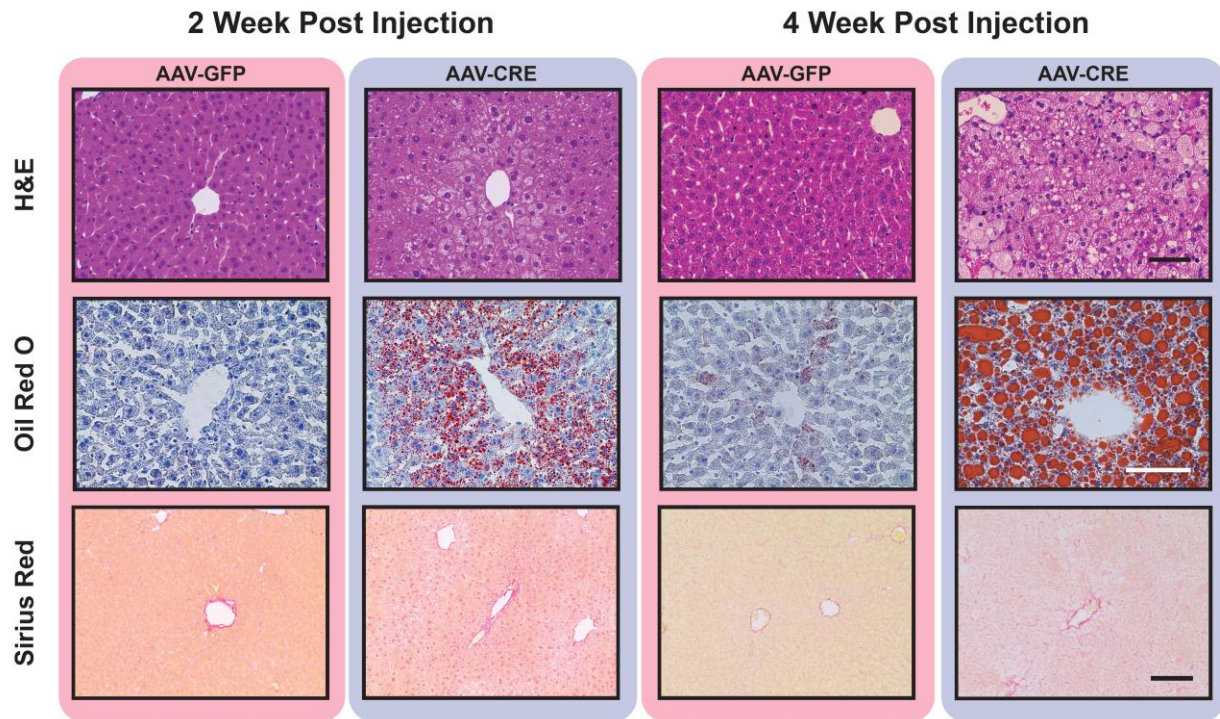 2 Week Post Injection
4 Week Post Injection
AAV-GFP
AAV-CRE
AAV-GFP
AAV-CRE
H&E
Oil Red O
Sirius Red